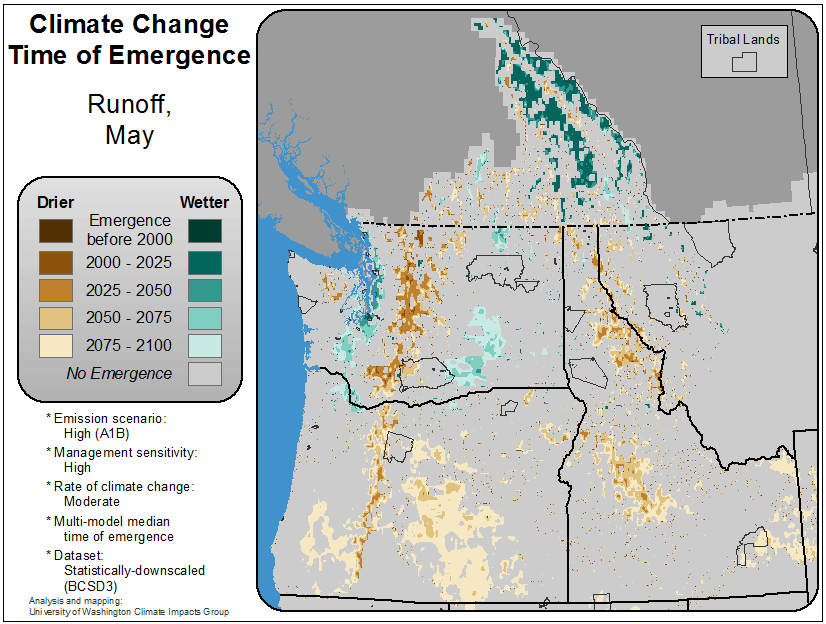 Climate Change
Time of Emergence
Runoff,
May
Tribal Lands
Drier
Wetter
Emergence
before 2000
2000 - 2025
2025 - 2050
2050 - 2075
2075 - 2100
No Emergence
* Emission scenario:
High (A1B)
* Management sensitivity:
High
* Rate of climate change:
Moderate
* Multi-model median
time of emergence
* Dataset:
Statistically-downscaled
(BCSD3)
Analysis and mapping:
University of Washington Climate Impacts Group